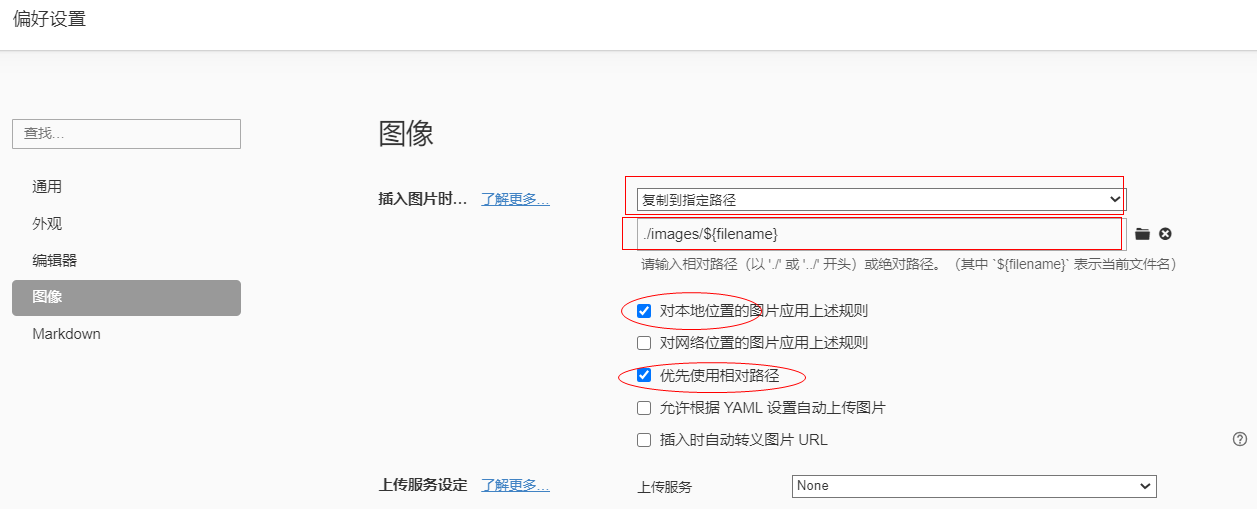 偏好设置
查找...
通用
外观
编辑器
图像
Markdown
图像
插入图片时... 了解更多...
复制到指定路径
./images/${filename}
请输入相对路径（以 './' 或 '../' 开头）或绝对路径。（其中 `${filename}` 表示当前文件名）
对本地位置的图片应用上述规则
对网络位置的图片应用上述规则
优先使用相对路径
允许根据 YAML 设置自动上传图片
插入时自动转义图片 URL
上传服务设定 了解更多...
上传服务 None